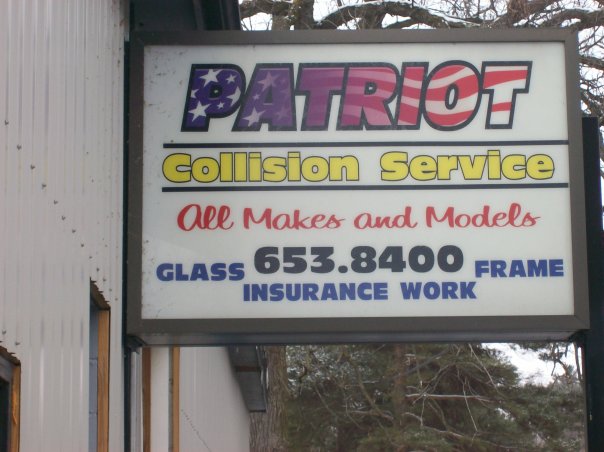 PATRIOT
Collision Service
All Makes and Models
GLASS 653.8400 FRAME
INSURANCE WORK